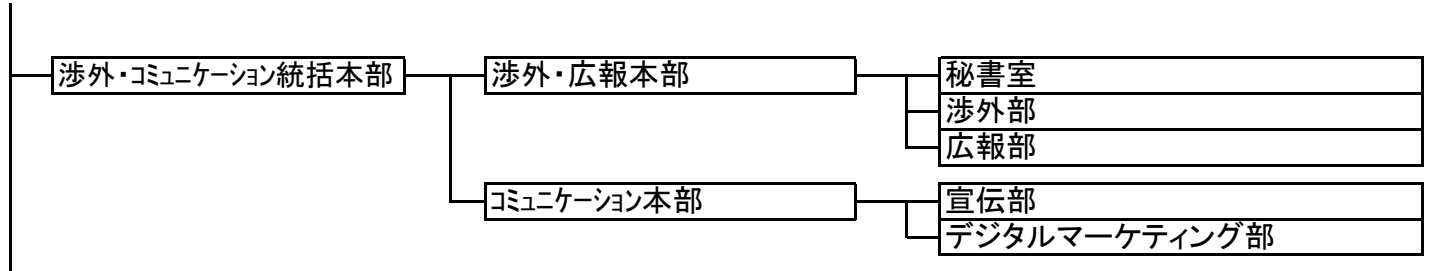 渉外・ｺﾐｭﾆｹｰｼｮﾝ統括本部
渉外・広報本部
秘書室
渉外部
広報部
ｺﾐｭﾆｹｰｼｮﾝ本部
宣伝部
デジタルマーケティング部